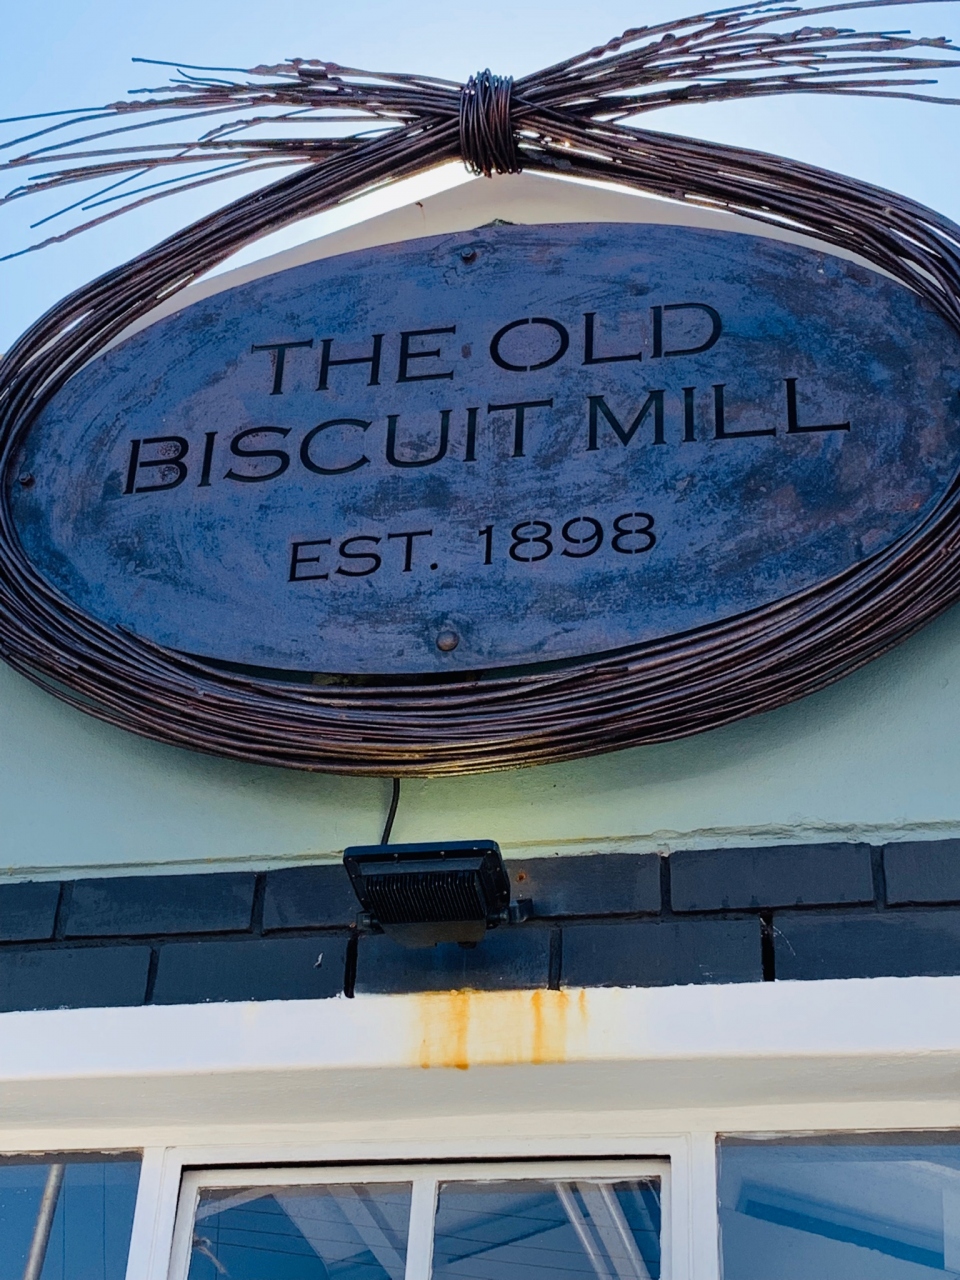 THE OLD
BISCUIT MILL
EST. 1898